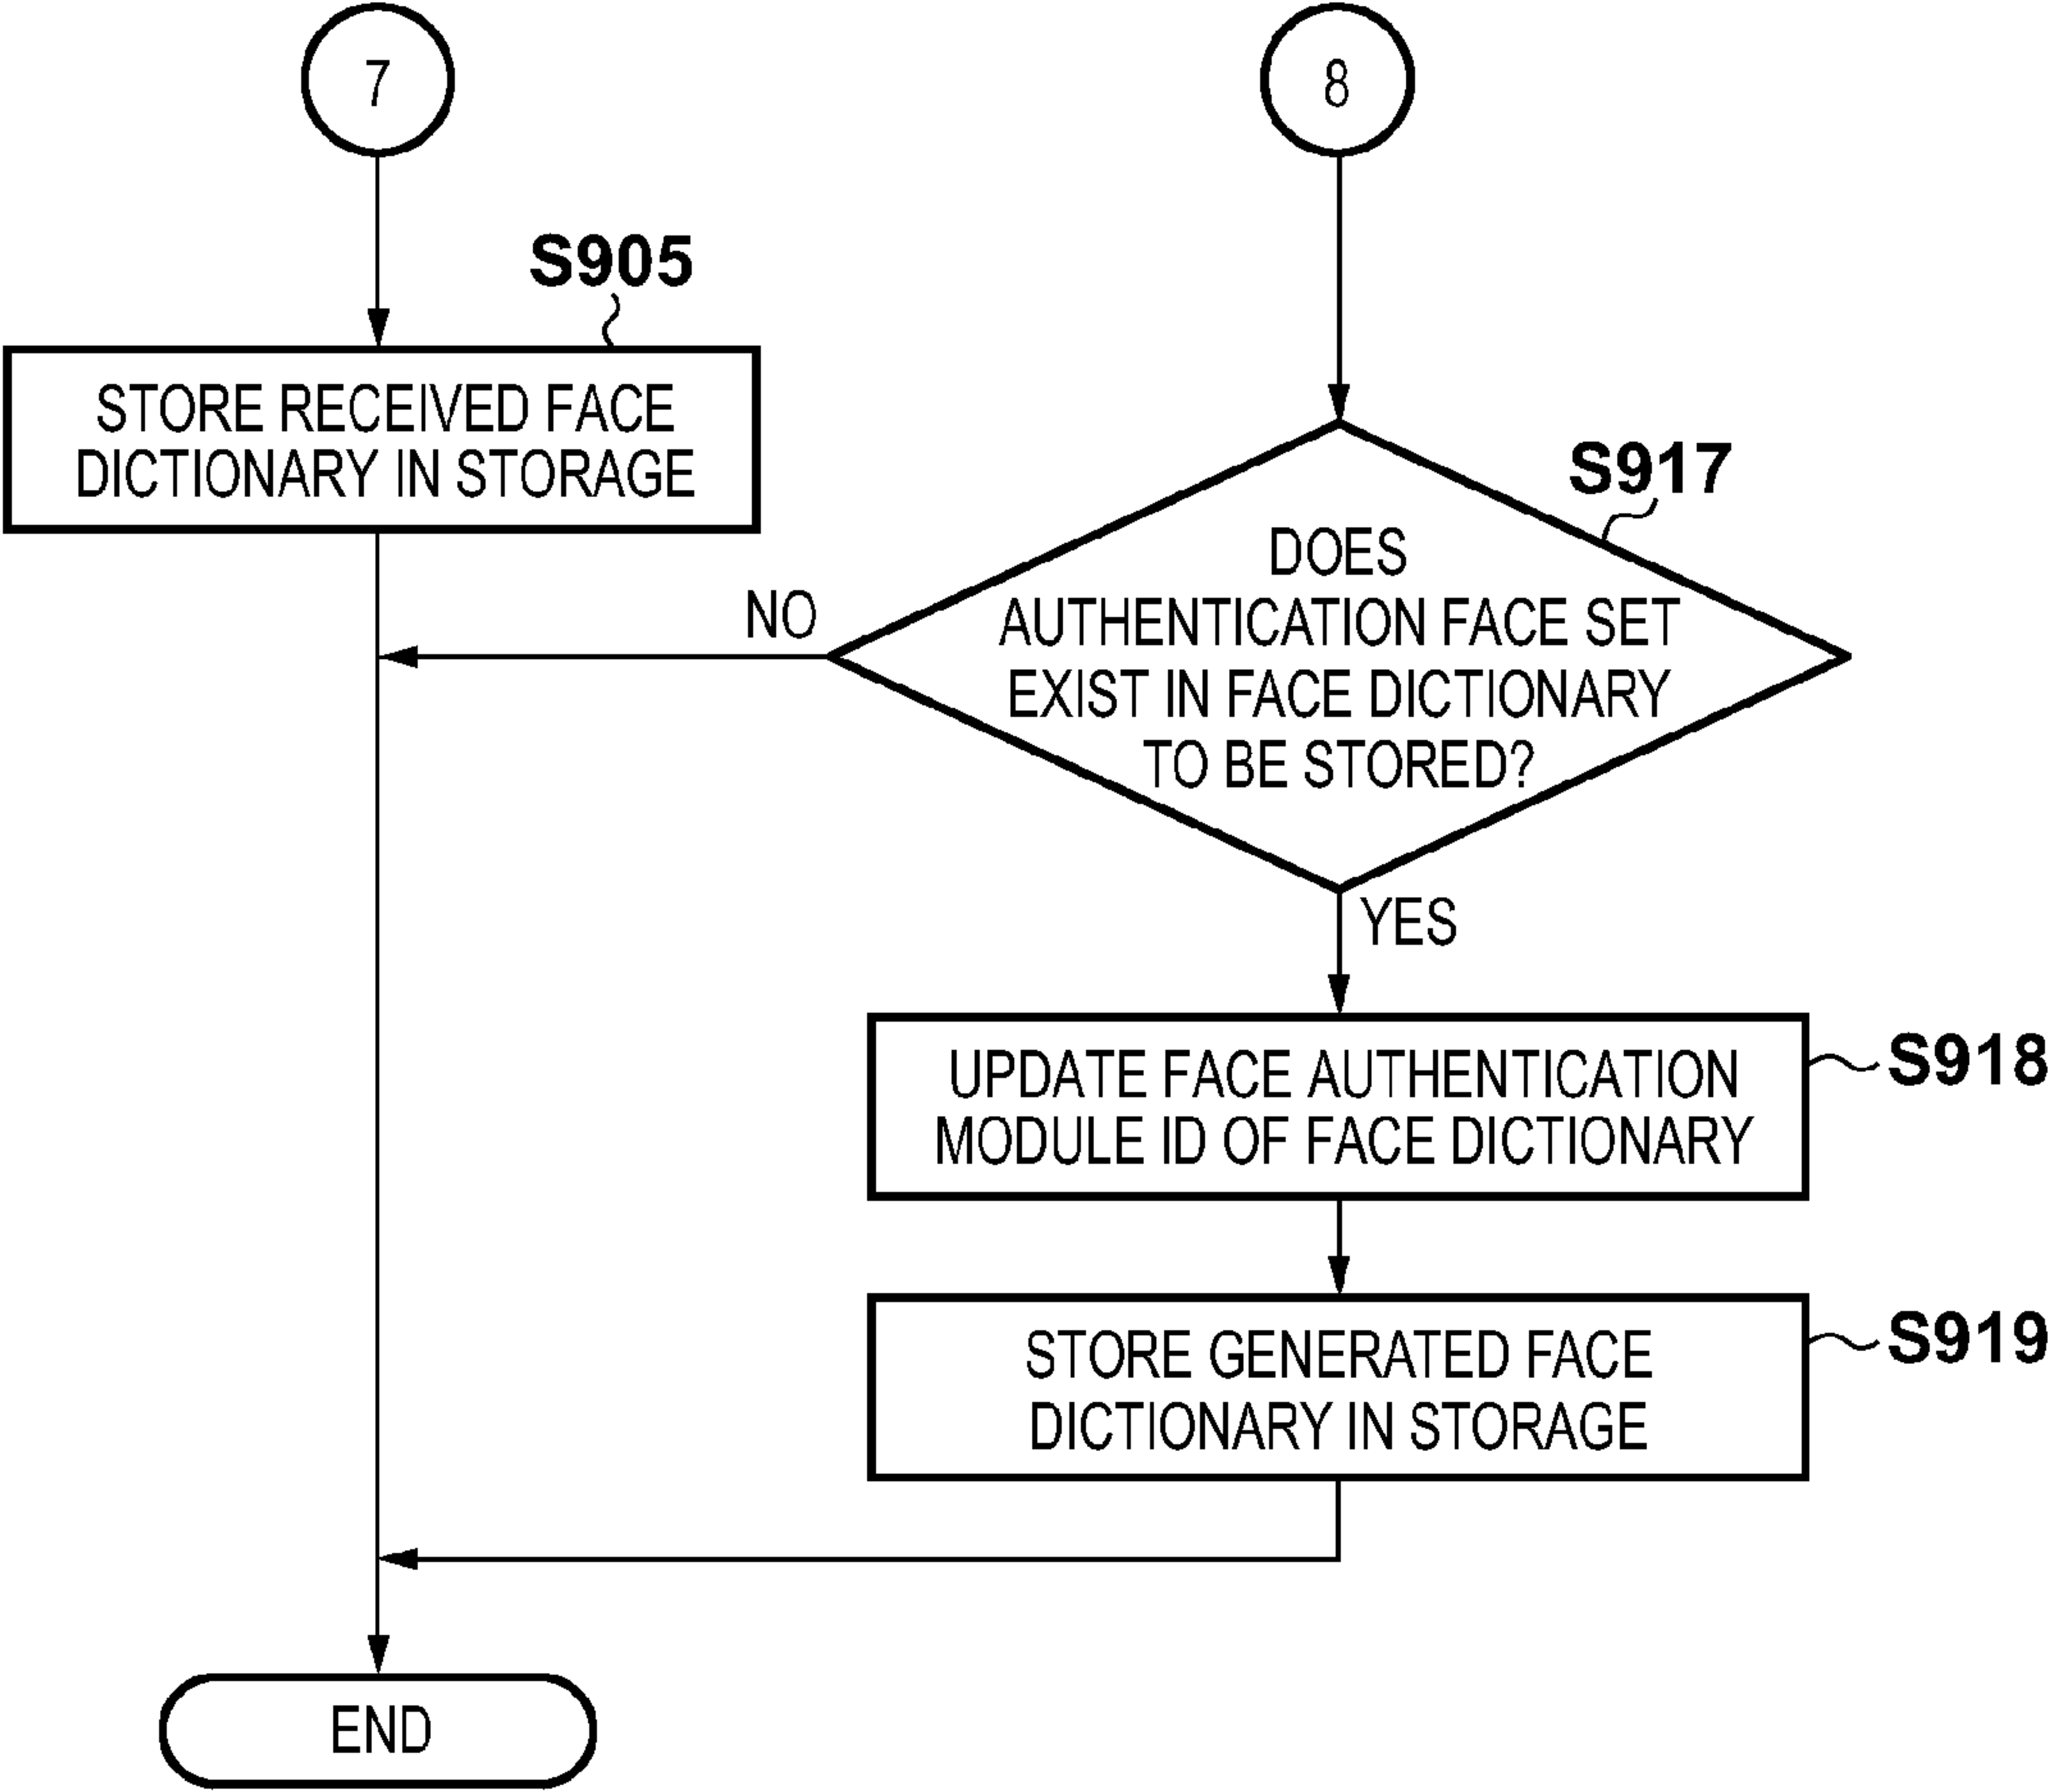 7
8
S905
STORE RECEIVED FACE
DICTIONARY IN STORAGE
S917
DOES
AUTHENTICATION FACE SET
EXIST IN FACE DICTIONARY
TO BE STORED?
NO
YES
S918
UPDATE FACE AUTHENTICATION
MODULE ID OF FACE DICTIONARY
S919
STORE GENERATED FACE
DICTIONARY IN STORAGE
END